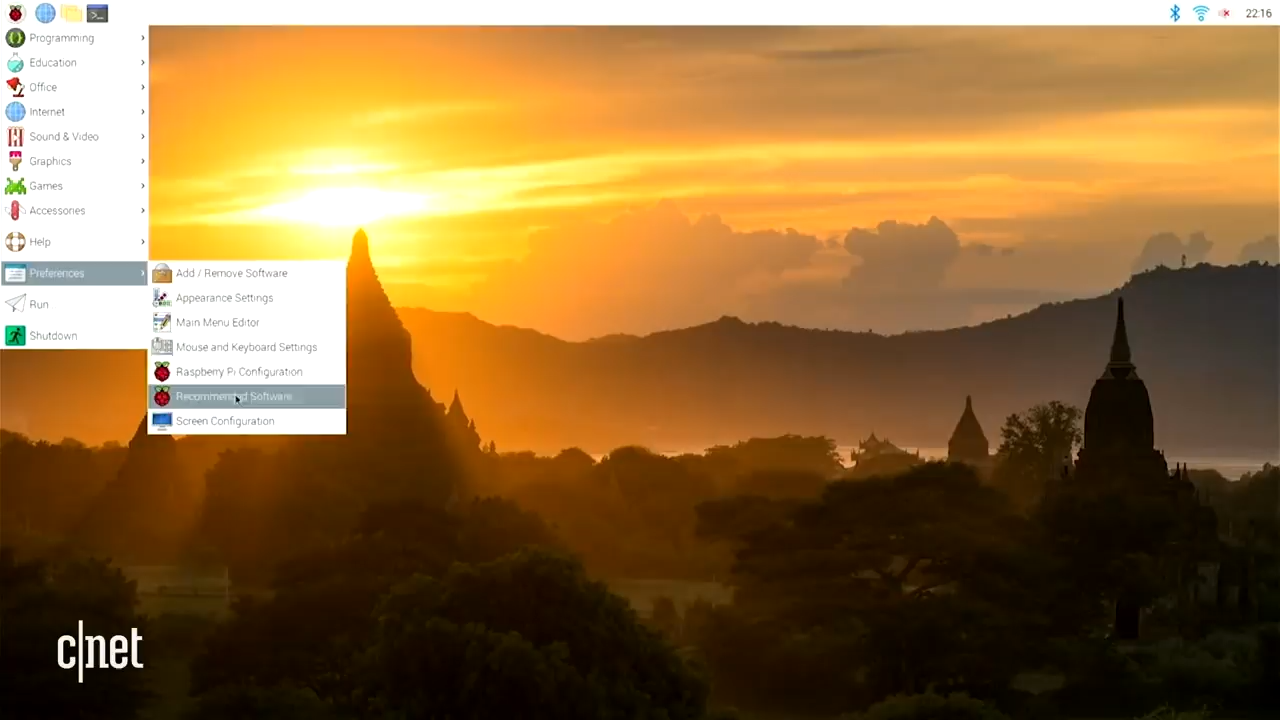 22:16
Programming
Education
Office
Internet
Sound & Video
Graphics
Games
Accessories
Help
Preferences
Run
Shutdown
Add / Remove Software
Appearance Settings
Main Menu Editor
Mouse and Keyboard Settings
Raspberry Pi Configuration
Recommended Software
Screen Configuration
c|net